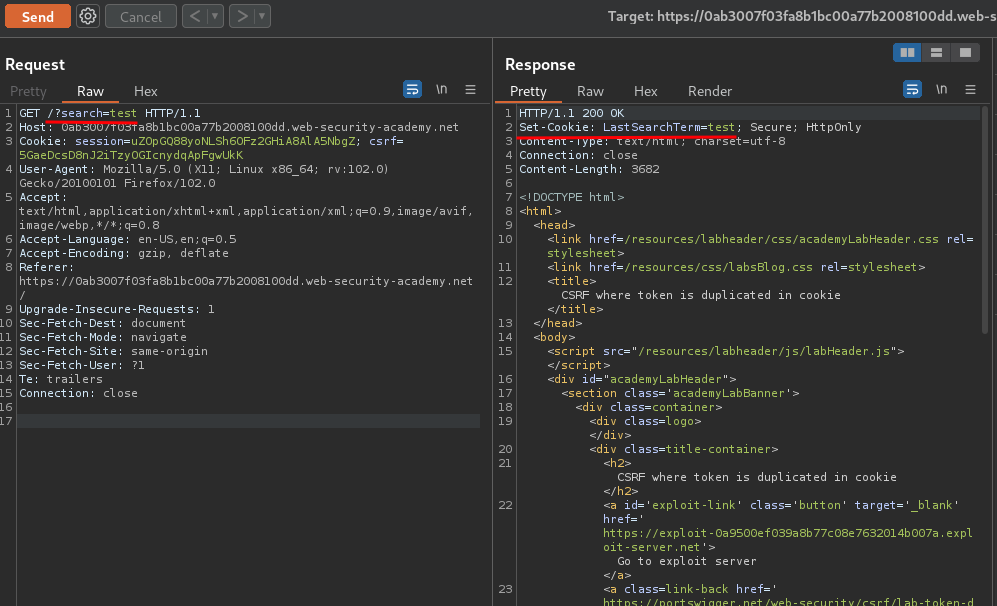 Send Cancel < > Target: https://0ab3007f03fa8b1bc00a77b2008100dd.web-s
Request
Pretty Raw Hex \n
1 GET /?search=test HTTP/1.1
2 Host: 0ab3007f03fa8b1bc00a77b2008100dd.web-security-academy.net
3 Cookie: session=uZOpGQ88yoNLSh6OFz2GHiA8AlA5NbgZ; csrf=
5GaeDcsD8nJ2iTzyOGIcnydqApFgwUkK
4 User-Agent: Mozilla/5.0 (X11; Linux x86_64; rv:102.0)
Gecko/20100101 Firefox/102.0
5 Accept:
text/html,application/xhtml+xml,application/xml;q=0.9,image/avif,
image/webp,*/*;q=0.8
6 Accept-Language: en-US,en;q=0.5
7 Accept-Encoding: gzip, deflate
8 Referer:
https://0ab3007f03fa8b1bc00a77b2008100dd.web-security-academy.net
/
9 Upgrade-Insecure-Requests: 1
10 Sec-Fetch-Dest: document
11 Sec-Fetch-Mode: navigate
12 Sec-Fetch-Site: same-origin
13 Sec-Fetch-User: ?1
14 Te: trailers
15 Connection: close
16
17
Response
Pretty Raw Hex Render \n
1 HTTP/1.1 200 OK
2 Set-Cookie: LastSearchTerm=test; Secure; HttpOnly
3 Content-Type: text/html; charset=utf-8
4 Connection: close
5 Content-Length: 3682
6
7 <!DOCTYPE html>
8 <html>
9 <head>
10 <link href=/resources/labheader/css/academyLabHeader.css rel=
stylesheet>
11 <link href=/resources/css/labsBlog.css rel=stylesheet>
12 <title>
CSRF where token is duplicated in cookie
</title>
13 </head>
14 <body>
15 <script src="/resources/labheader/js/labHeader.js">
</script>
16 <div id="academyLabHeader">
17 <section class='academyLabBanner'>
18 <div class=container>
19 <div class=logo>
</div>
20 <div class=title-container>
21 <h2>
CSRF where token is duplicated in cookie
</h2>
22 <a id='exploit-link' class='button' target='_blank'
href='
https://exploit-0a9500ef039a8b77c08e7632014b007a.expl
oit-server.net'>
Go to exploit server
</a>
23 <a class=link-back href='
https://portswigger.net/web-security/csrf/lab-token-d